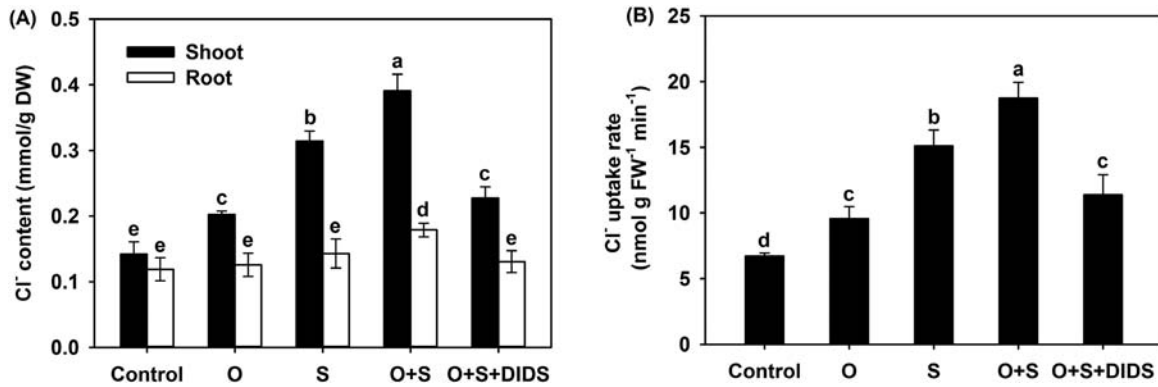 (A)
Cl⁻ content (mmol/g DW)
0.5
0.4
0.3
0.2
0.1
0.0
Shoot
Root
e e
c e
b e
a d
c e
Control O S O+S O+S+DIDS
(B)
Cl⁻ uptake rate
(nmol g FW⁻¹ min⁻¹)
25
20
15
10
5
0
d
c
b
a
c
Control O S O+S O+S+DIDS